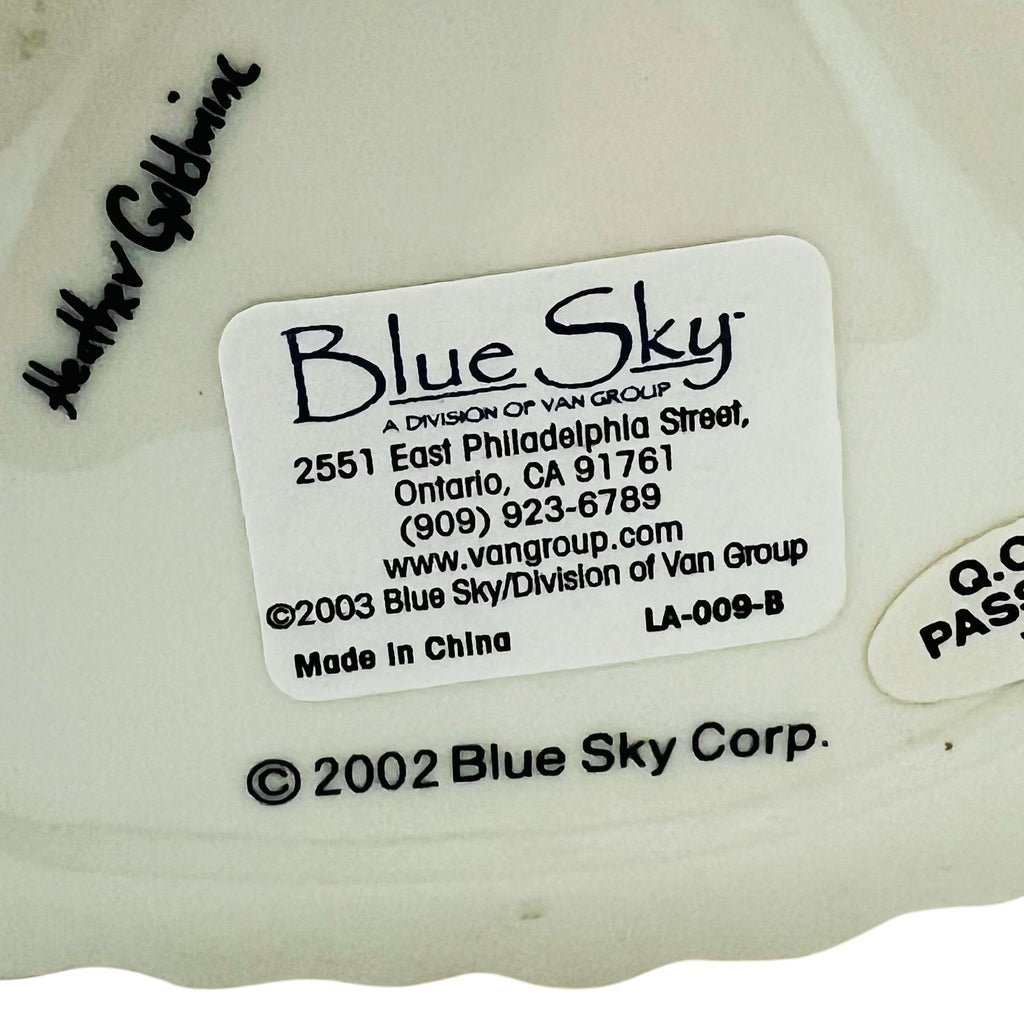 Heather Goldminc
Blue Sky
A DIVISION OF VAN GROUP
2551 East Philadelphia Street,
Ontario, CA 91761
(909) 923-6789
www.vangroup.com
©2003 Blue Sky/Division of Van Group
Made in China
LA-009-B
Q.C
PASS
© 2002 Blue Sky Corp.